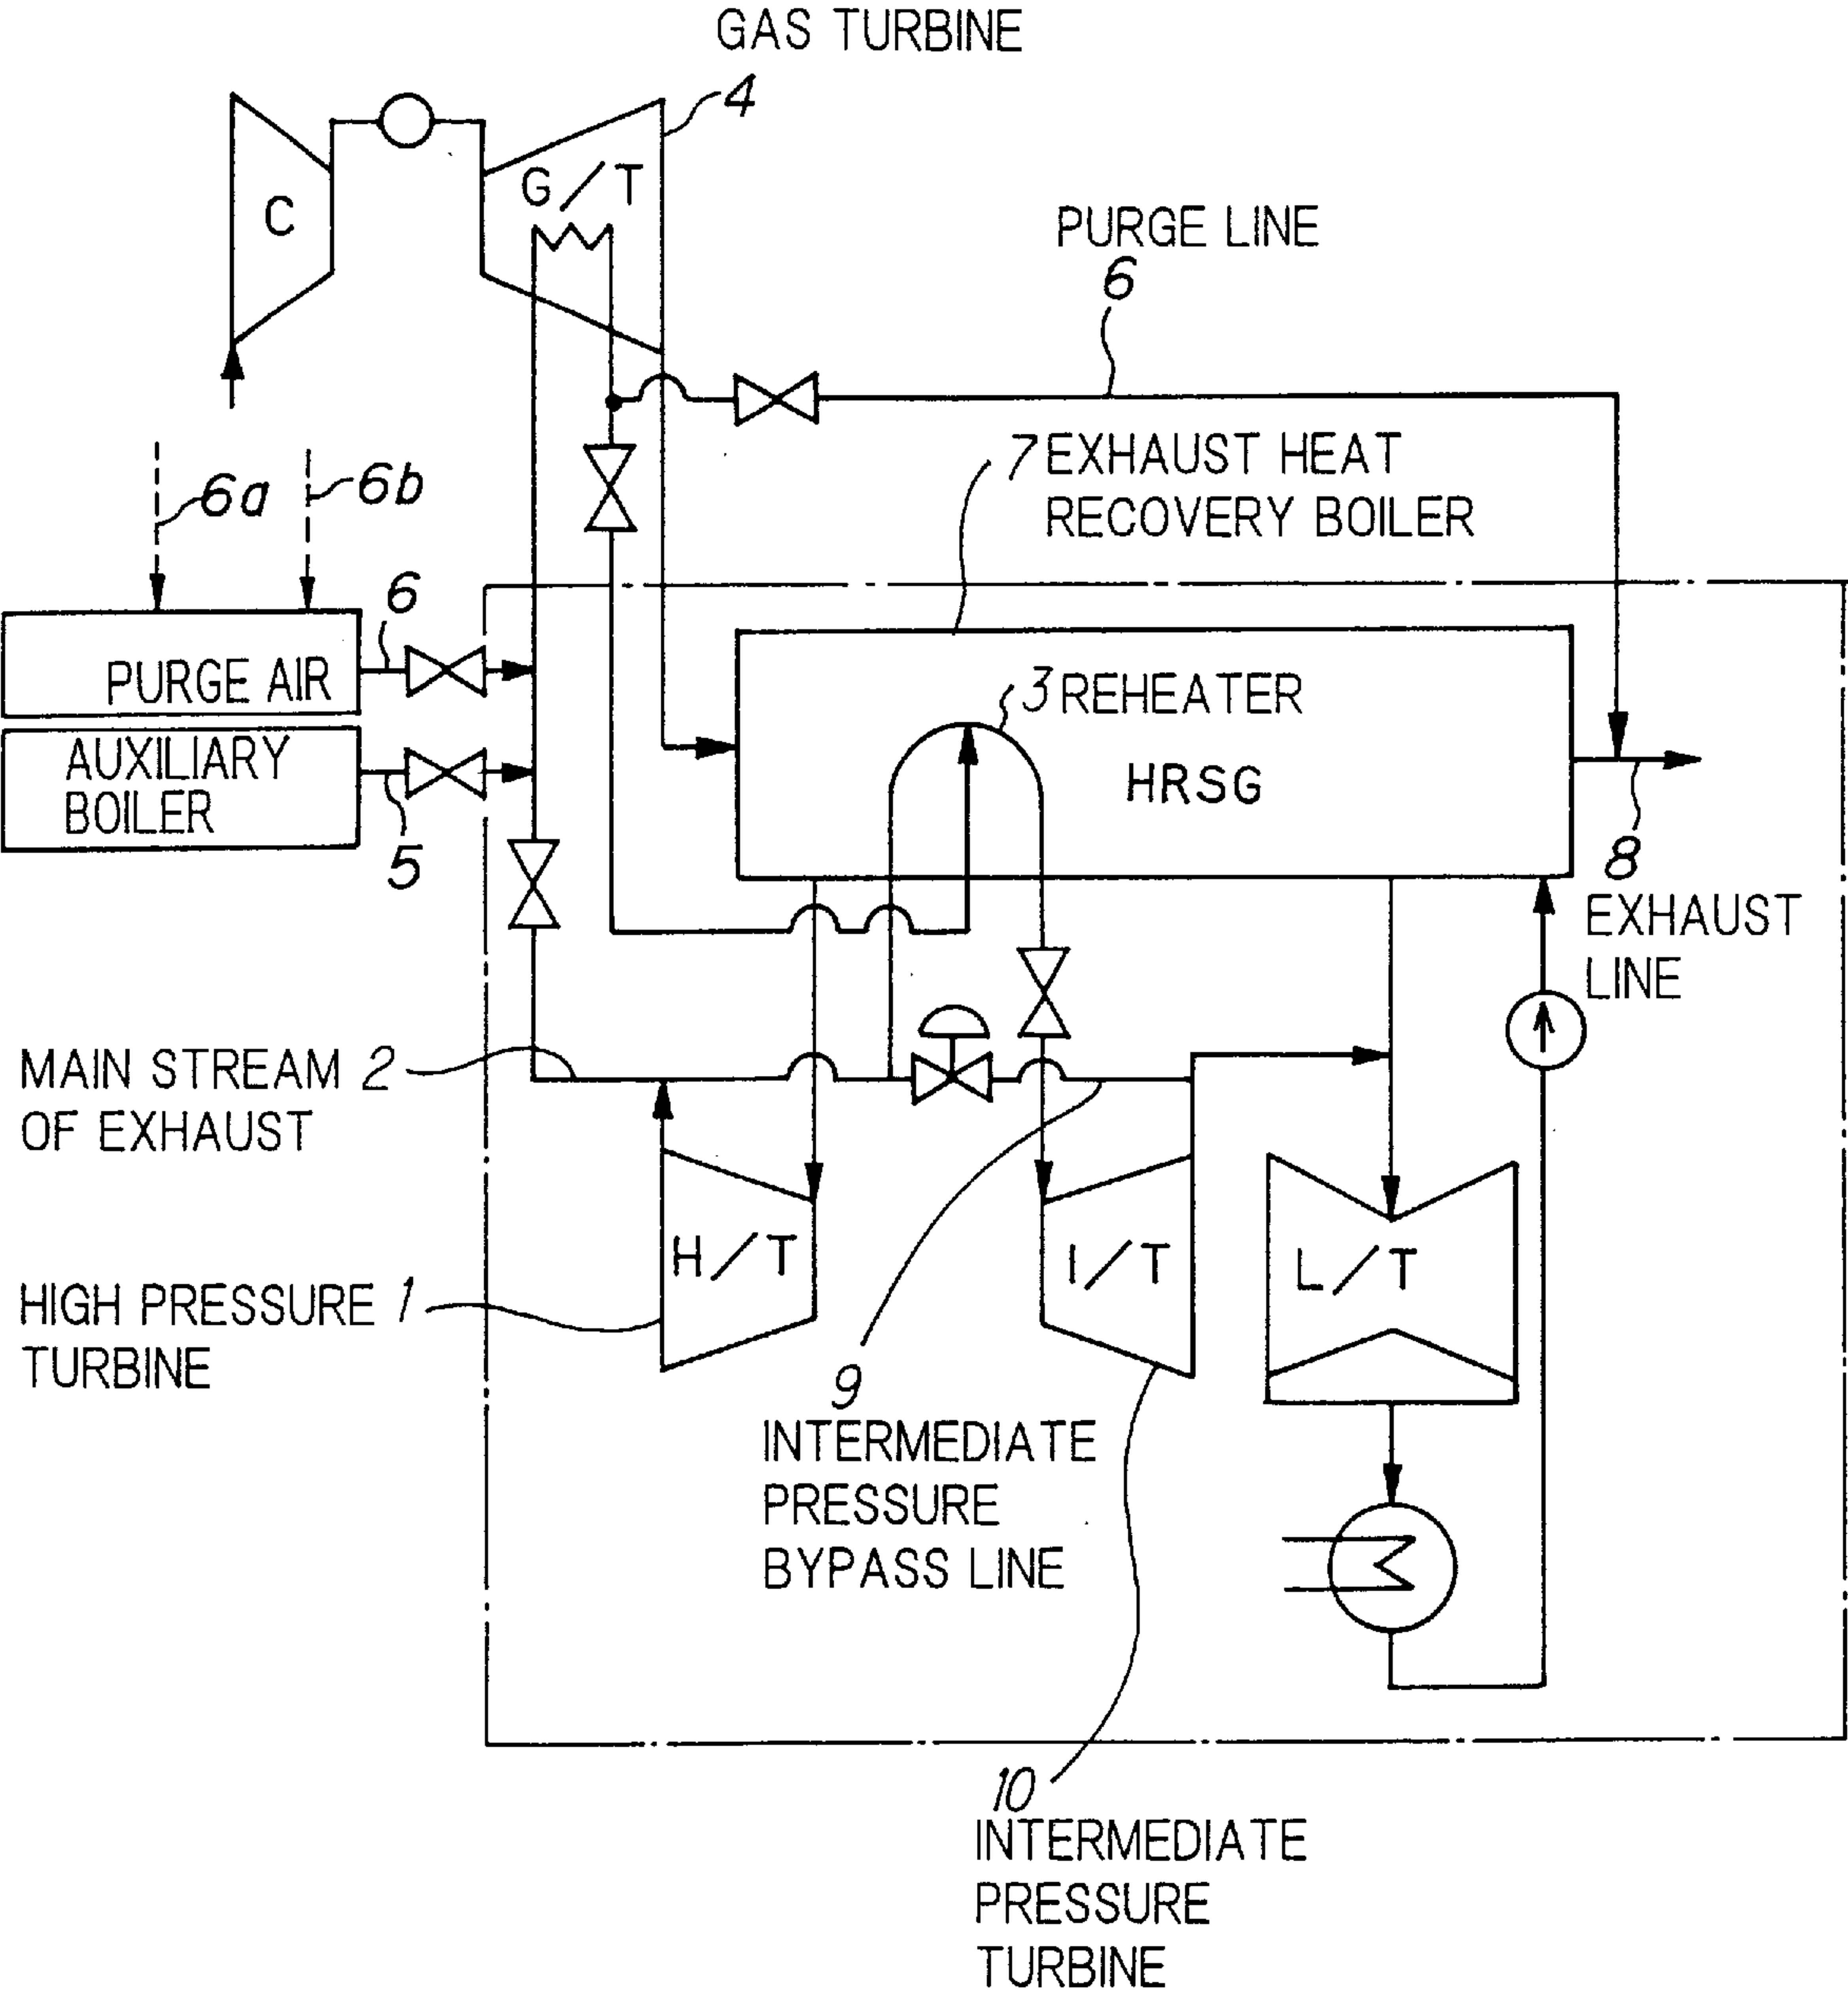 GAS TURBINE
4
C
G/T
PURGE LINE
6
6a
6b
7 EXHAUST HEAT
RECOVERY BOILER
6
PURGE AIR
3 REHEATER
HRSG
AUXILIARY
BOILER
5
8
EXHAUST
LINE
MAIN STREAM 2
OF EXHAUST
H/T
I/T
L/T
HIGH PRESSURE 1
TURBINE
9
INTERMEDIATE
PRESSURE
BYPASS LINE
10
INTERMEDIATE
PRESSURE
TURBINE